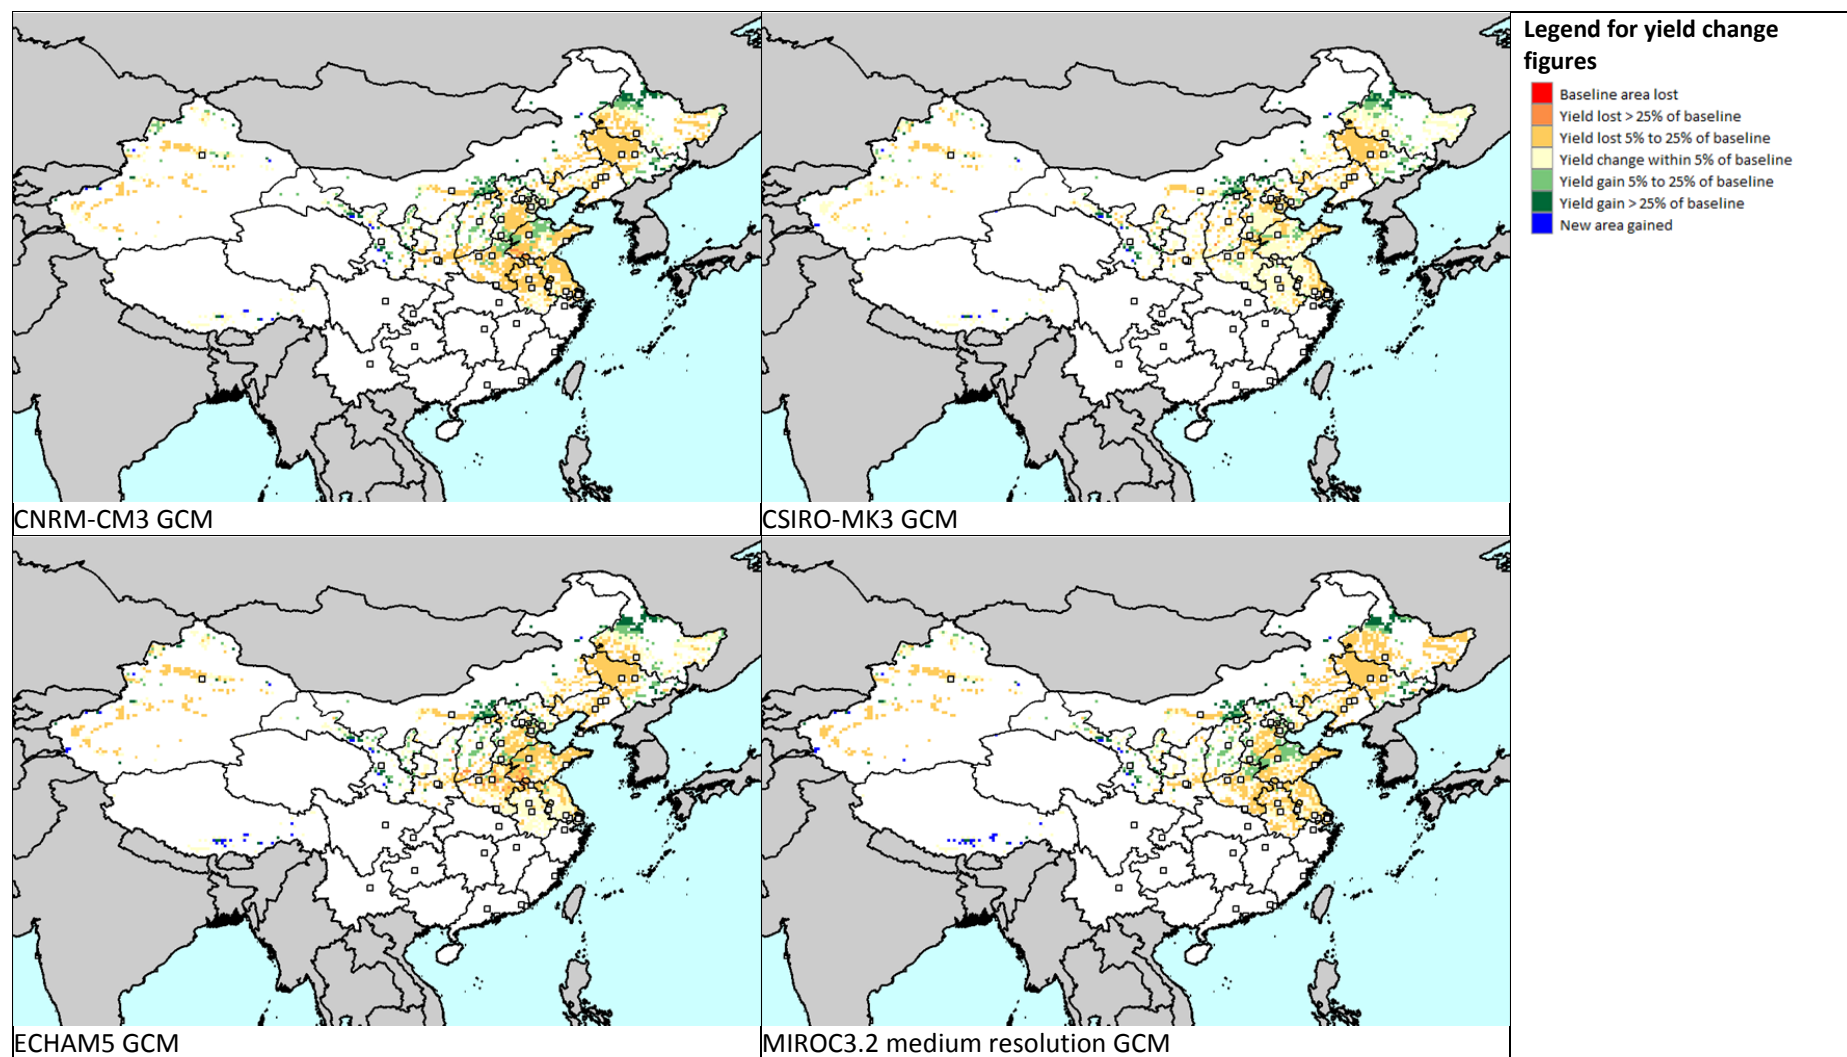 Legend for yield change
figures
Baseline area lost
Yield lost > 25% of baseline
Yield lost 5% to 25% of baseline
Yield change within 5% of baseline
Yield gain 5% to 25% of baseline
Yield gain > 25% of baseline
New area gained
CNRM-CM3 GCM
CSIRO-MK3 GCM
ECHAM5 GCM
MIROC3.2 medium resolution GCM